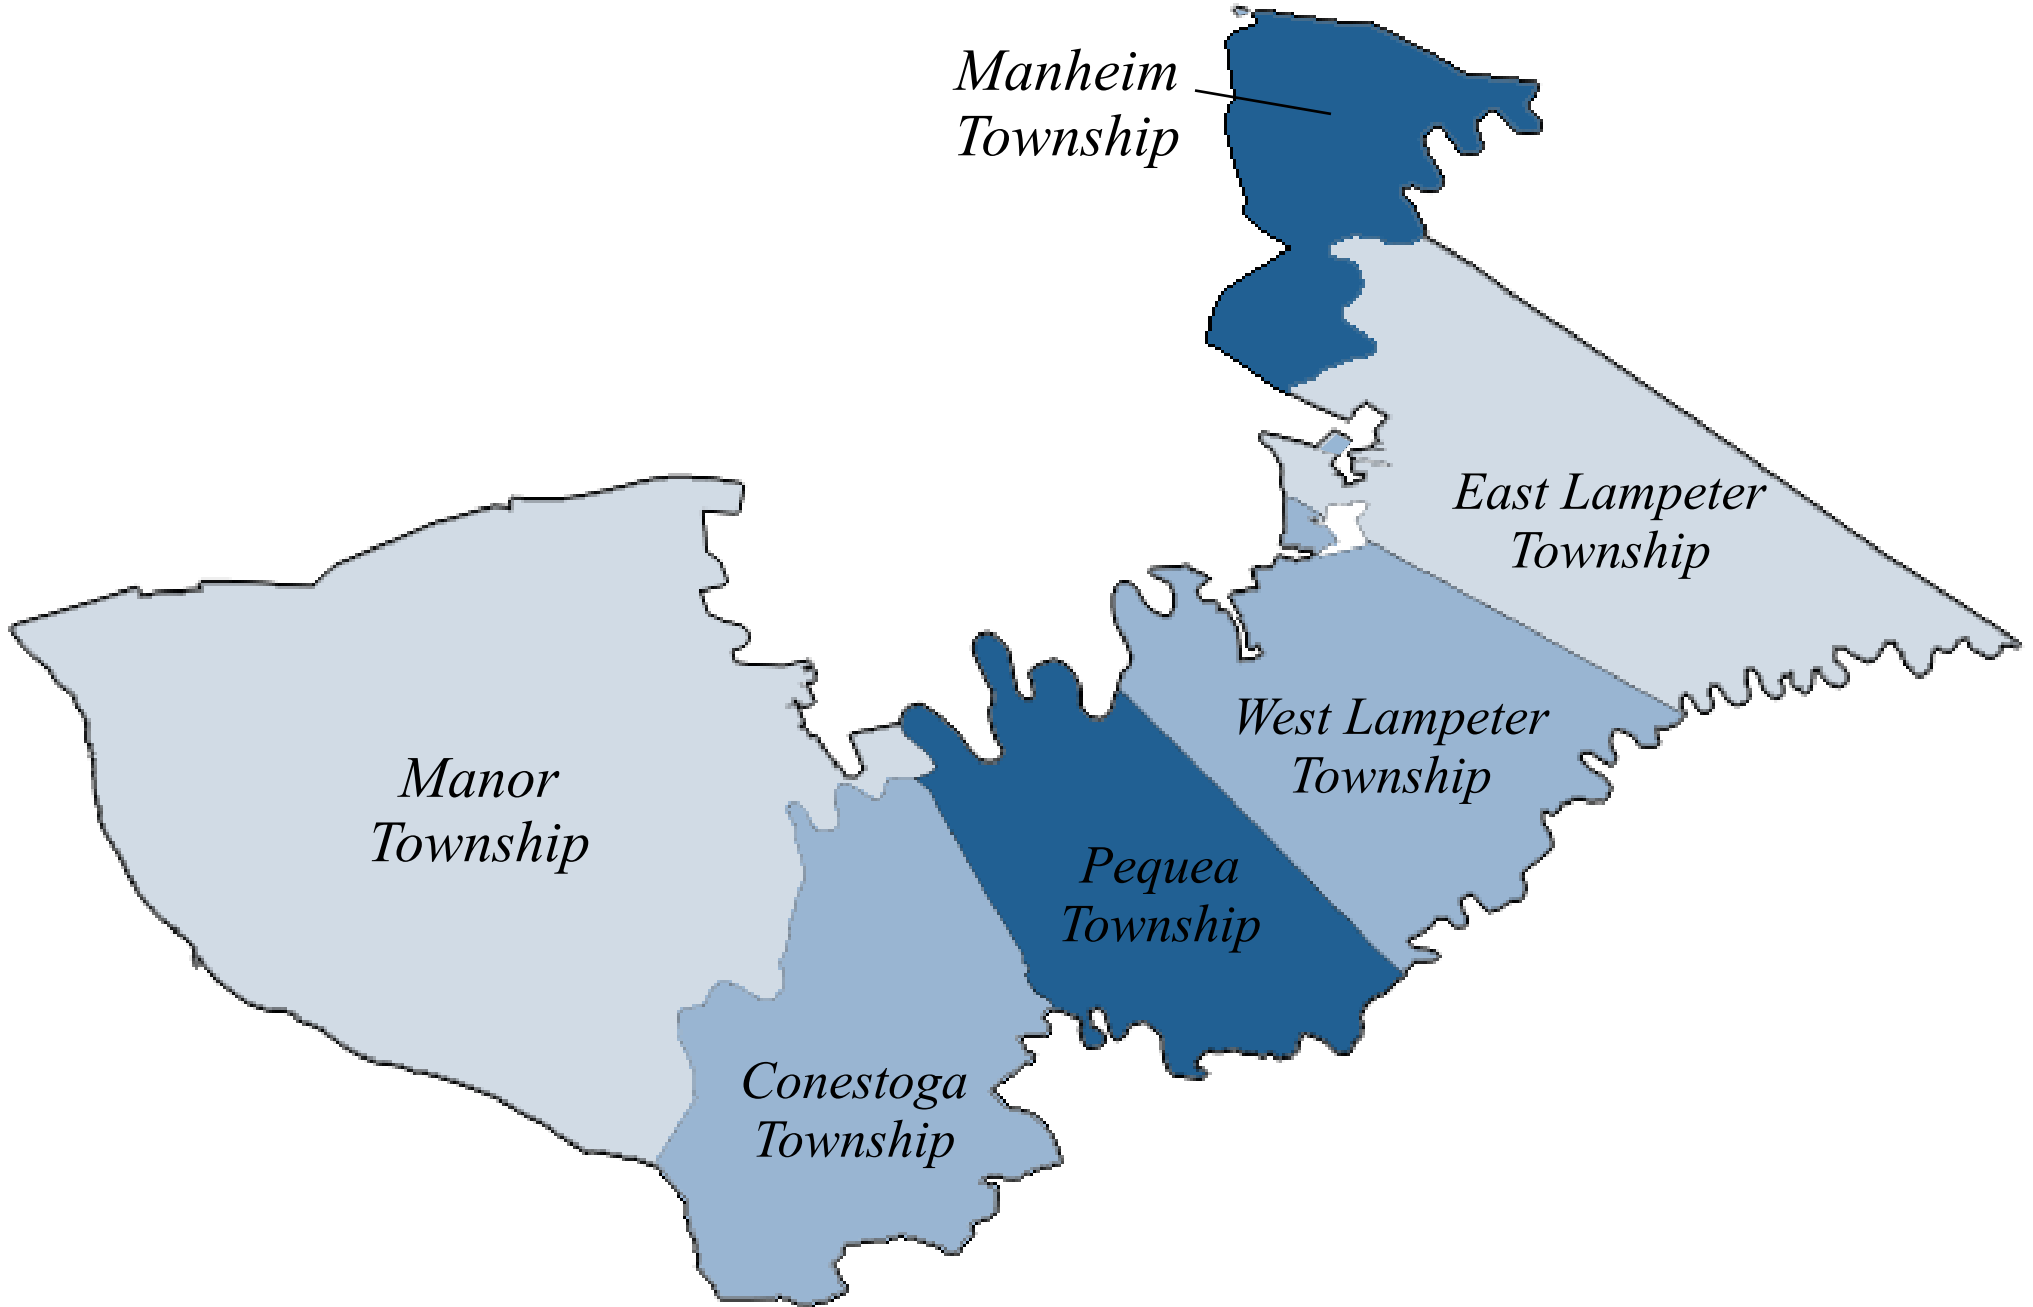 Manheim
Township
East Lampeter
Township
West Lampeter
Township
Manor
Township
Pequea
Township
Conestoga
Township